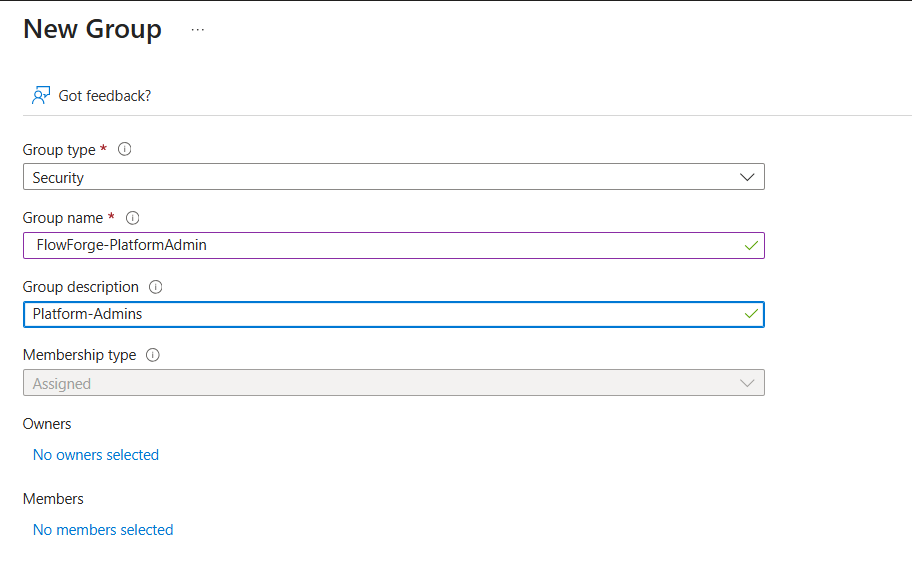 New Group ...
Got feedback?
Group type *
Security
Group name *
FlowForge-PlatformAdmin
Group description
Platform-Admins
Membership type
Assigned
Owners
No owners selected
Members
No members selected